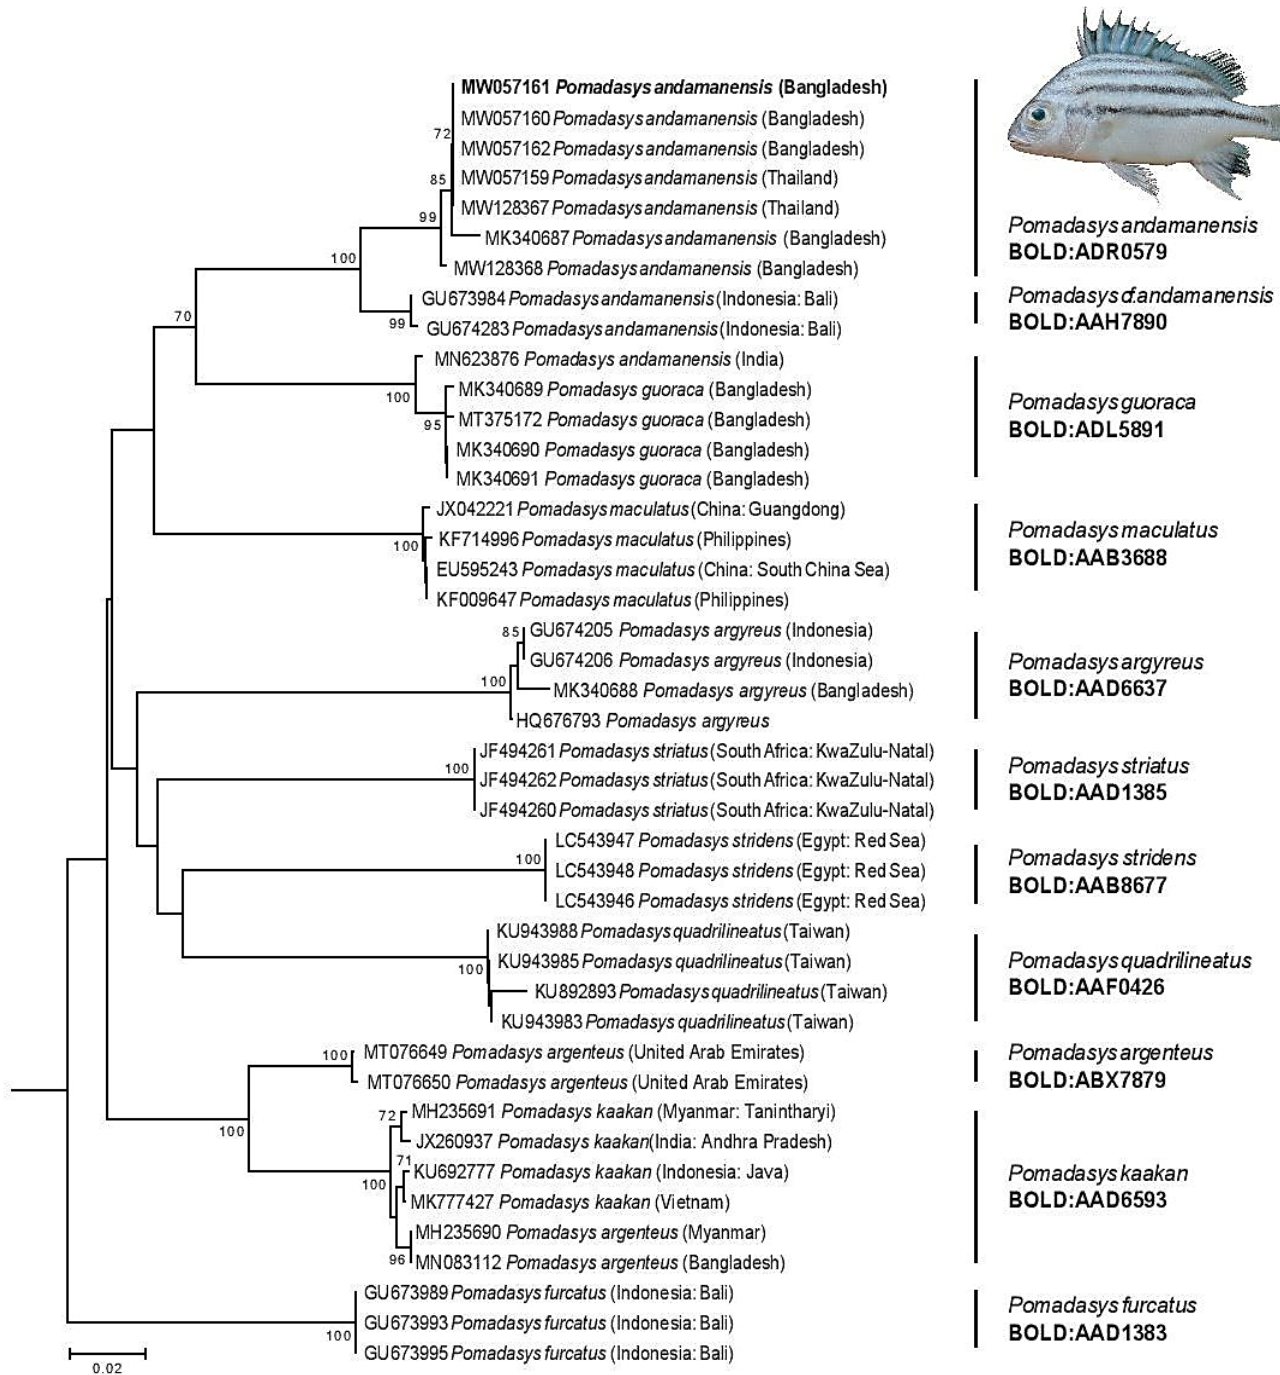 MW057161 Pomadasys andamanensis (Bangladesh)
MW057160 Pomadasys andamanensis (Bangladesh)
72
MW057162 Pomadasys andamanensis (Bangladesh)
85
MW057159 Pomadasys andamanensis (Thailand)
MW128367 Pomadasys andamanensis (Thailand)
99
MK340687 Pomadasys andamanensis (Bangladesh)
100
MW128368 Pomadasys andamanensis (Bangladesh)
Pomadasys andamanensis
BOLD:ADR0579
GU673984 Pomadasys andamanensis (Indonesia: Bali)
99
GU674283 Pomadasys andamanensis (Indonesia: Bali)
Pomadasys cf. andamanensis
BOLD:AAH7890
70
MN623876 Pomadasys andamanensis (India)
100
MK340689 Pomadasys guoraca (Bangladesh)
95
MT375172 Pomadasys guoraca (Bangladesh)
MK340690 Pomadasys guoraca (Bangladesh)
MK340691 Pomadasys guoraca (Bangladesh)
Pomadasys guoraca
BOLD:ADL5891
JX042221 Pomadasys maculatus (China: Guangdong)
100
KF714996 Pomadasys maculatus (Philippines)
EU595243 Pomadasys maculatus (China: South China Sea)
KF009647 Pomadasys maculatus (Philippines)
Pomadasys maculatus
BOLD:AAB3688
85
GU674205 Pomadasys argyreus (Indonesia)
GU674206 Pomadasys argyreus (Indonesia)
100
MK340688 Pomadasys argyreus (Bangladesh)
HQ676793 Pomadasys argyreus
Pomadasys argyreus
BOLD:AAD6637
JF494261 Pomadasys striatus (South Africa: KwaZulu-Natal)
100
JF494262 Pomadasys striatus (South Africa: KwaZulu-Natal)
JF494260 Pomadasys striatus (South Africa: KwaZulu-Natal)
Pomadasys striatus
BOLD:AAD1385
LC543947 Pomadasys stridens (Egypt: Red Sea)
100
LC543948 Pomadasys stridens (Egypt: Red Sea)
LC543946 Pomadasys stridens (Egypt: Red Sea)
Pomadasys stridens
BOLD:AAB8677
KU943988 Pomadasys quadrilineatus (Taiwan)
100
KU943985 Pomadasys quadrilineatus (Taiwan)
KU892893 Pomadasys quadrilineatus (Taiwan)
KU943983 Pomadasys quadrilineatus (Taiwan)
Pomadasys quadrilineatus
BOLD:AAF0426
100
MT076649 Pomadasys argenteus (United Arab Emirates)
MT076650 Pomadasys argenteus (United Arab Emirates)
Pomadasys argenteus
BOLD:ABX7879
100
72
MH235691 Pomadasys kaakan (Myanmar: Tanintharyi)
JX260937 Pomadasys kaakan (India: Andhra Pradesh)
71
100
KU692777 Pomadasys kaakan (Indonesia: Java)
MK777427 Pomadasys kaakan (Vietnam)
MH235690 Pomadasys argenteus (Myanmar)
96
MN083112 Pomadasys argenteus (Bangladesh)
Pomadasys kaakan
BOLD:AAD6593
GU673989 Pomadasys furcatus (Indonesia: Bali)
GU673993 Pomadasys furcatus (Indonesia: Bali)
100
GU673995 Pomadasys furcatus (Indonesia: Bali)
Pomadasys furcatus
BOLD:AAD1383
0.02